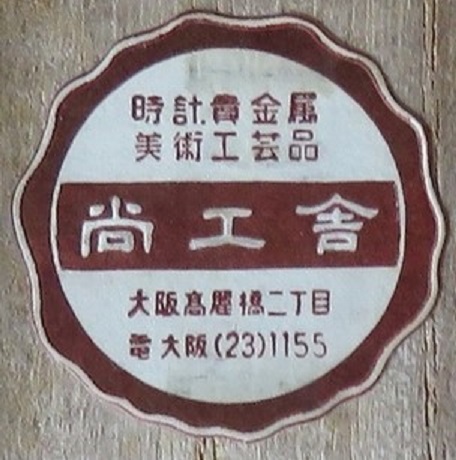 時計貴金属
美術工芸品
尚工舎
大阪高麗橋二丁目
電大阪(23)1155